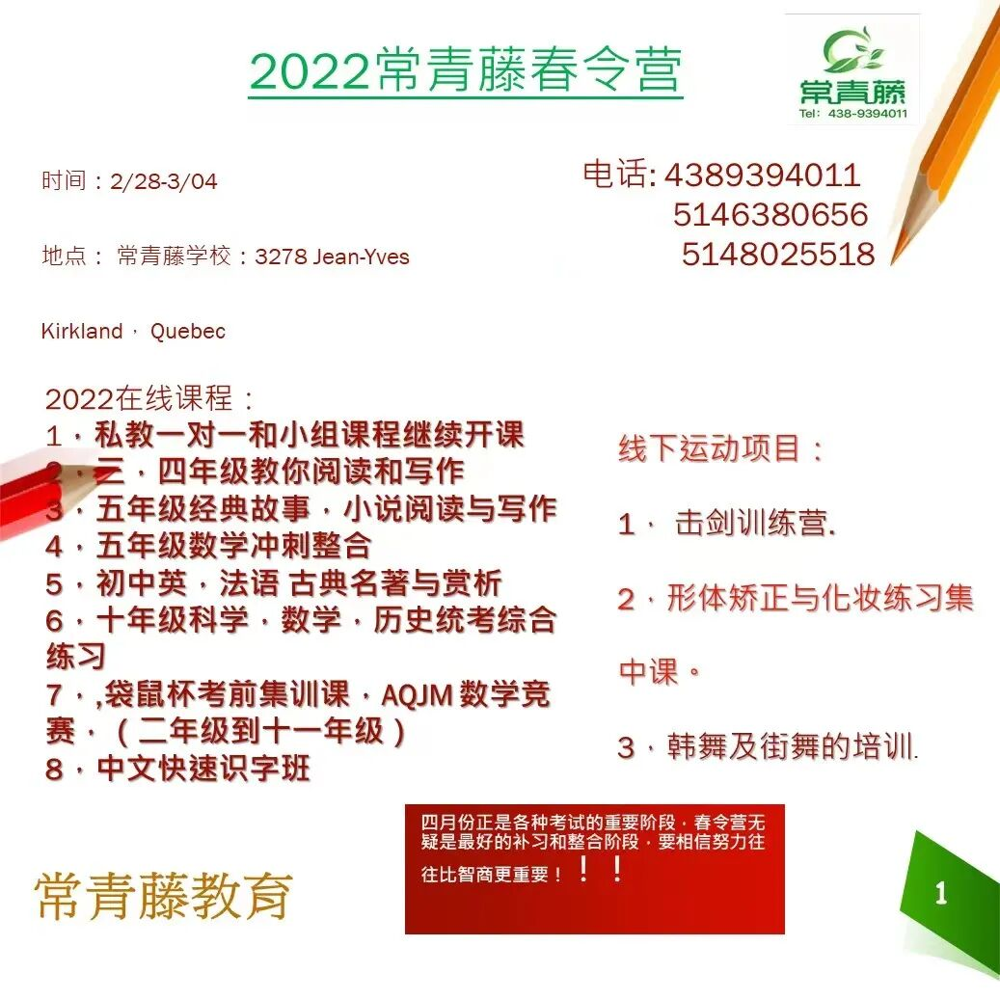 2022常青藤春令营
常青藤
Tel: 438-9394011
时间：2/28-3/04
电话: 4389394011
5146380656
5148025518
地点： 常青藤学校：3278 Jean-Yves
Kirkland， Quebec
2022在线课程：
1，私教一对一和小组课程继续开课
2，三，四年级教你阅读和写作
3，五年级经典故事，小说阅读与写作
4，五年级数学冲刺整合
5，初中英，法语 古典名著与赏析
6，十年级科学，数学，历史统考综合
练习
7，,袋鼠杯考前集训课，AQJM 数学竞
赛，（二年级到十一年级）
8，中文快速识字班
线下运动项目：
1， 击剑训练营.
2，形体矫正与化妆练习集
中课。
3，韩舞及街舞的培训.
四月份正是各种考试的重要阶段，春令营无
疑是最好的补习和整合阶段，要相信努力往
往比智商更重要！！！
常青藤教育
1